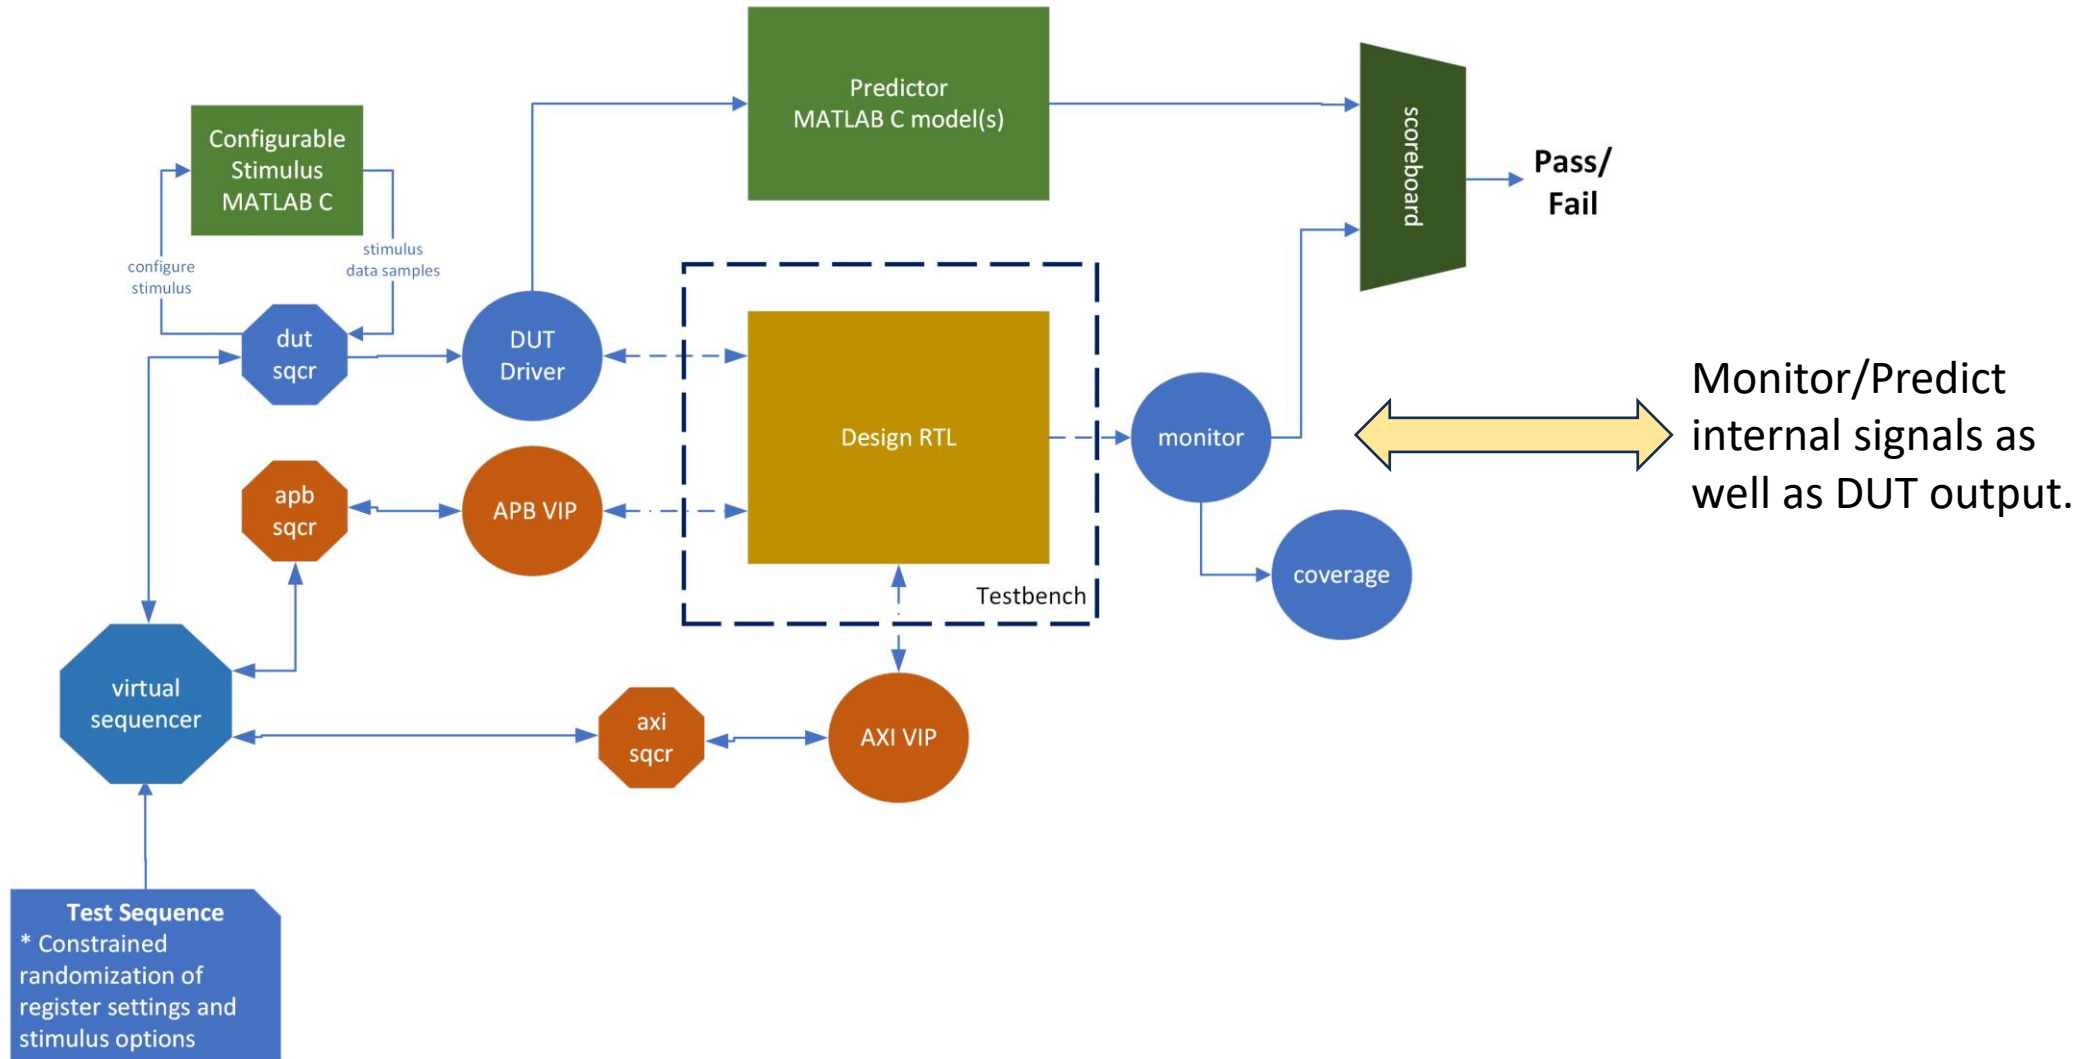 Predictor
MATLAB C model(s)
scoreboard
Pass/
Fail
Configurable
Stimulus
MATLAB C
configure
stimulus
stimulus
data samples
dut
sqcr
DUT
Driver
Design RTL
monitor
Monitor/Predict
internal signals as
well as DUT output.
apb
sqcr
APB VIP
Testbench
coverage
virtual
sequencer
axi
sqcr
AXI VIP
Test Sequence
* Constrained
randomization of
register settings and
stimulus options